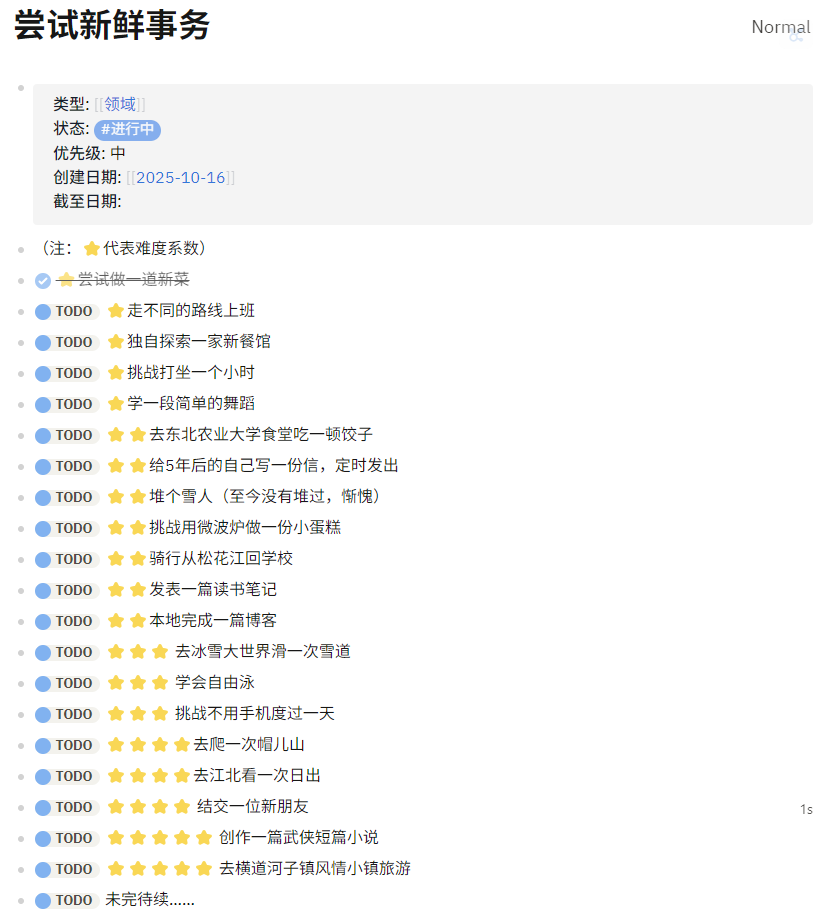 尝试新鲜事务
Normal
类型: [[领域]]
状态: #进行中
优先级: 中
创建日期: [[2025-10-16]]
截至日期:
（注：⭐代表难度系数）
⭐尝试做一道新菜
TODO ⭐走不同的路线上班
TODO ⭐独自探索一家新餐馆
TODO ⭐挑战打坐一个小时
TODO ⭐学一段简单的舞蹈
TODO ⭐⭐去东北农业大学食堂吃一顿饺子
TODO ⭐⭐给5年后的自己写一份信，定时发出
TODO ⭐⭐堆个雪人（至今没有堆过，惭愧）
TODO ⭐⭐挑战用微波炉做一份小蛋糕
TODO ⭐⭐骑行从松花江回学校
TODO ⭐⭐发表一篇读书笔记
TODO ⭐⭐本地完成一篇博客
TODO ⭐⭐⭐ 去冰雪大世界滑一次雪道
TODO ⭐⭐⭐ 学会自由泳
TODO ⭐⭐⭐ 挑战不用手机度过一天
TODO ⭐⭐⭐⭐去爬一次帽儿山
TODO ⭐⭐⭐⭐去江北看一次日出
TODO ⭐⭐⭐⭐ 结交一位新朋友
1s
TODO ⭐⭐⭐⭐⭐ 创作一篇武侠短篇小说
TODO ⭐⭐⭐⭐⭐ 去横道河子镇风情小镇旅游
TODO 未完待续......